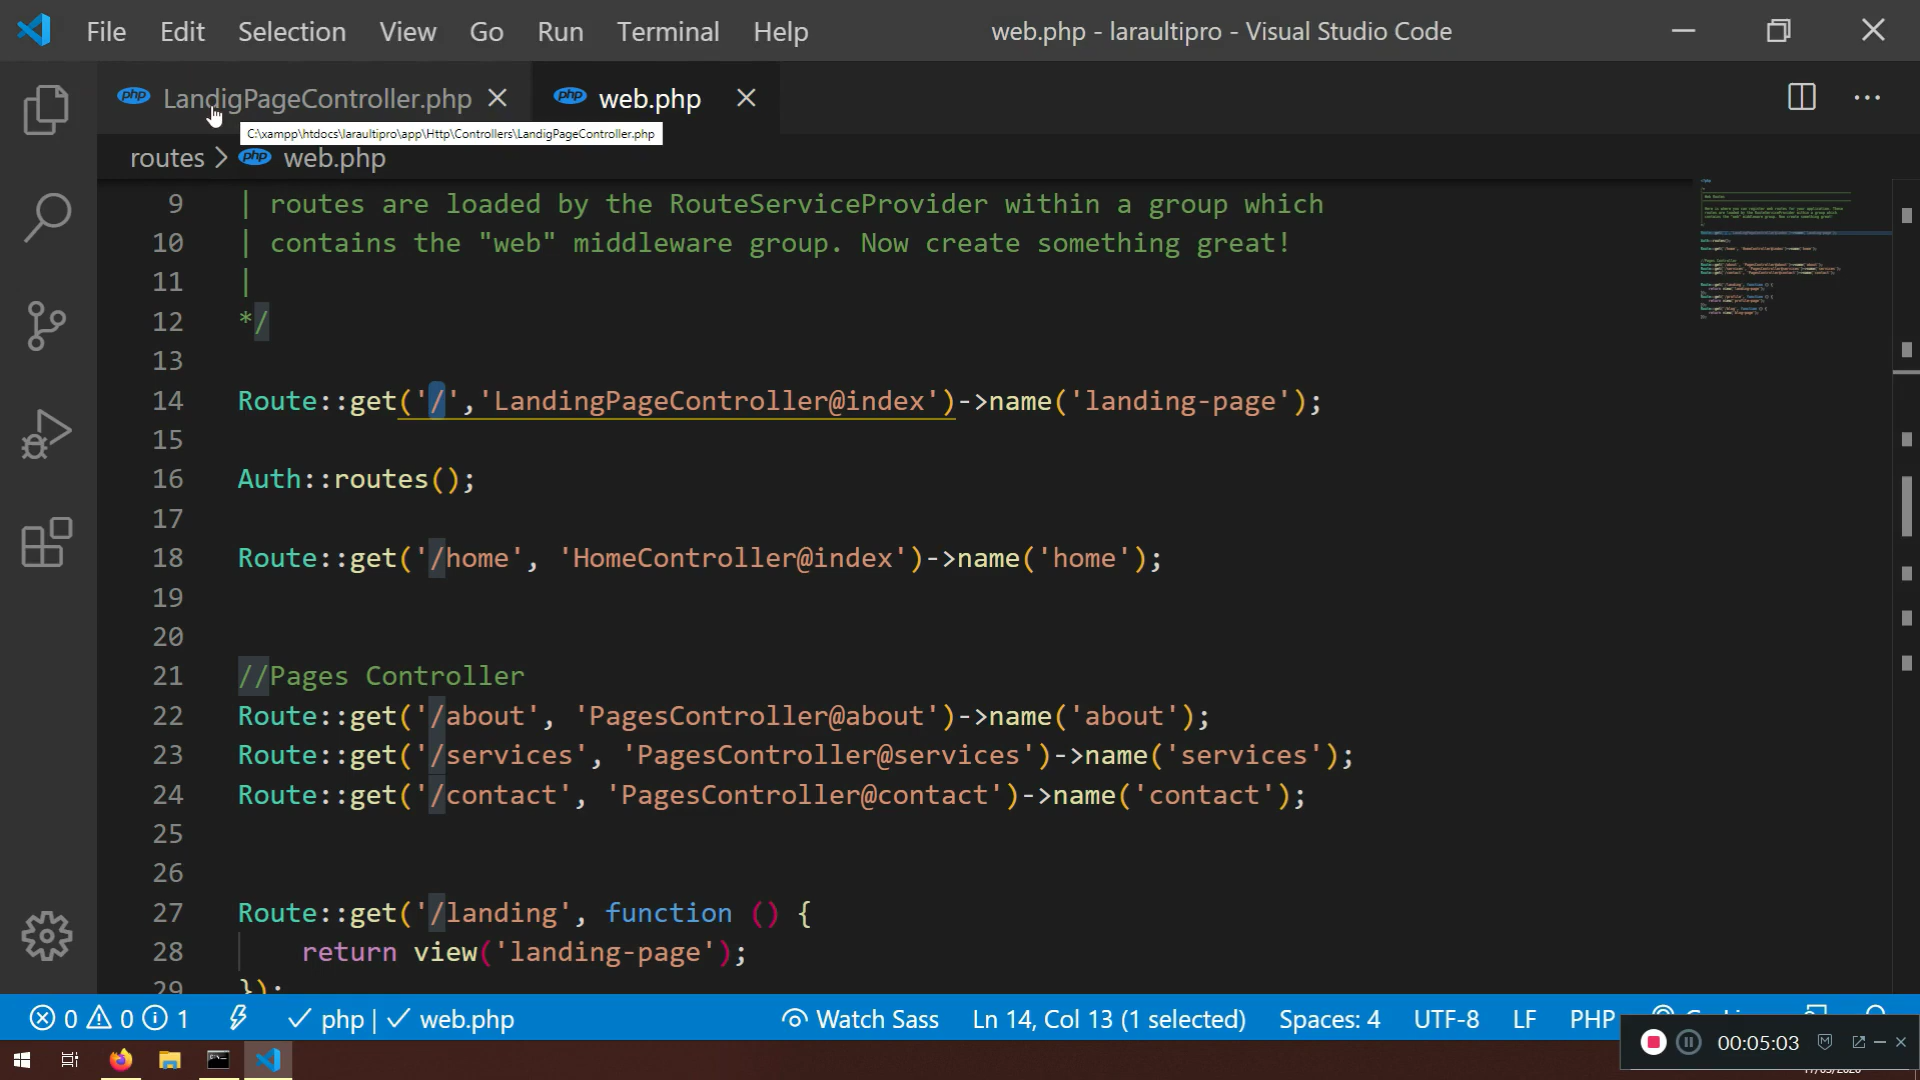 File Edit Selection View Go Run Terminal Help web.php - laraultipro - Visual Studio Code
php LandigPageController.php php web.php
C:\xampp\htdocs\laraultipro\app\Http\Controllers\LandigPageController.php
routes > php web.php
9 | routes are loaded by the RouteServiceProvider within a group which
10 | contains the "web" middleware group. Now create something great!
11 |
12 */
13
14 Route::get('/','LandingPageController@index')->name('landing-page');
15
16 Auth::routes();
17
18 Route::get('/home', 'HomeController@index')->name('home');
19
20
21 //Pages Controller
22 Route::get('/about', 'PagesController@about')->name('about');
23 Route::get('/services', 'PagesController@services')->name('services');
24 Route::get('/contact', 'PagesController@contact')->name('contact');
25
26
27 Route::get('/landing', function () {
28 return view('landing-page');
29 });
0 0 1 php | web.php Watch Sass Ln 14, Col 13 (1 selected) Spaces: 4 UTF-8 LF PHP
00:05:03